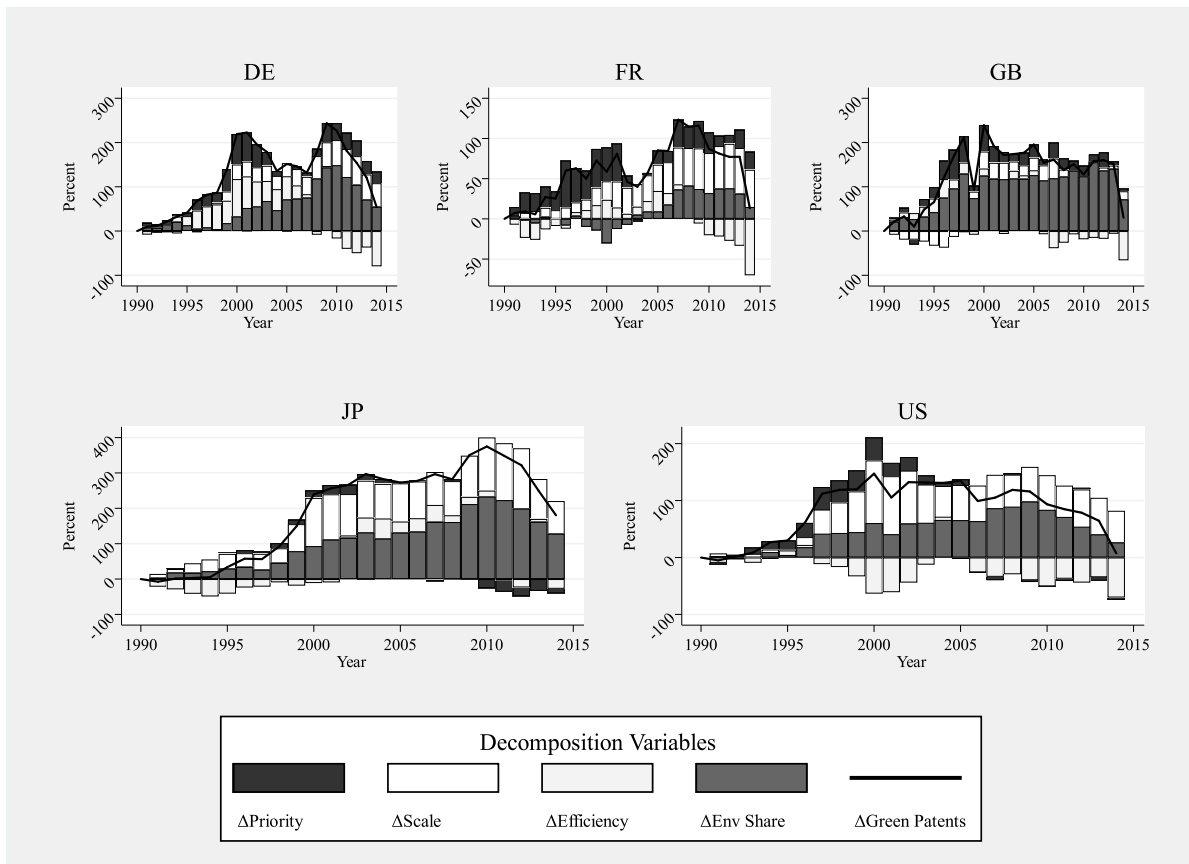 DE
FR
GB
Percent
300
200
100
0
-100
1990 1995 2000 2005 2010 2015
Year
Percent
150
100
50
0
-50
1990 1995 2000 2005 2010 2015
Year
Percent
300
200
100
0
-100
1990 1995 2000 2005 2010 2015
Year
JP
US
Percent
400
300
200
100
0
-100
1990 1995 2000 2005 2010 2015
Year
Percent
200
100
0
-100
1990 1995 2000 2005 2010 2015
Year
Decomposition Variables
ΔPriority ΔScale ΔEfficiency ΔEnv Share ΔGreen Patents